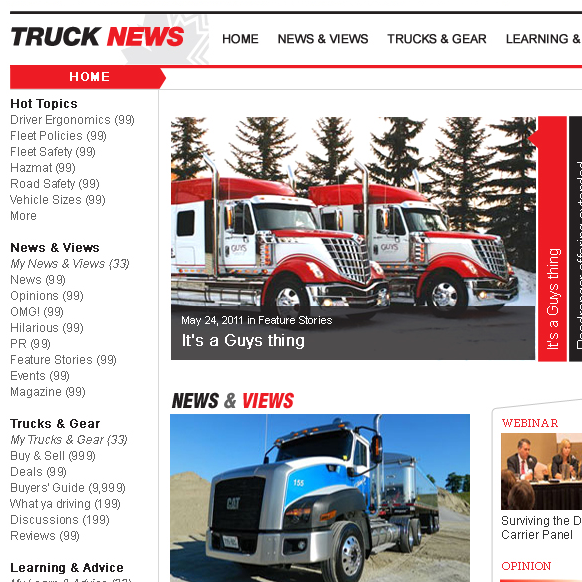 TRUCK NEWS
HOME
NEWS & VIEWS
TRUCKS & GEAR
LEARNING &
HOME
Hot Topics
Driver Ergonomics (99)
Fleet Policies (99)
Fleet Safety (99)
Hazmat (99)
Road Safety (99)
Vehicle Sizes (99)
More
News & Views
My News & Views (33)
News (99)
Opinions (99)
OMG! (99)
Hilarious (99)
PR (99)
Feature Stories (99)
Events (99)
Magazine (99)
Trucks & Gear
My Trucks & Gear (33)
Buy & Sell (999)
Deals (99)
Buyers' Guide (9,999)
What ya driving (199)
Discussions (199)
Reviews (99)
Learning & Advice
GUYS
May 24, 2011 in Feature Stories
It's a Guys thing
It's a Guys thing
NEWS & VIEWS
155
CAT
WEBINAR
Surviving the D
Carrier Panel
OPINION